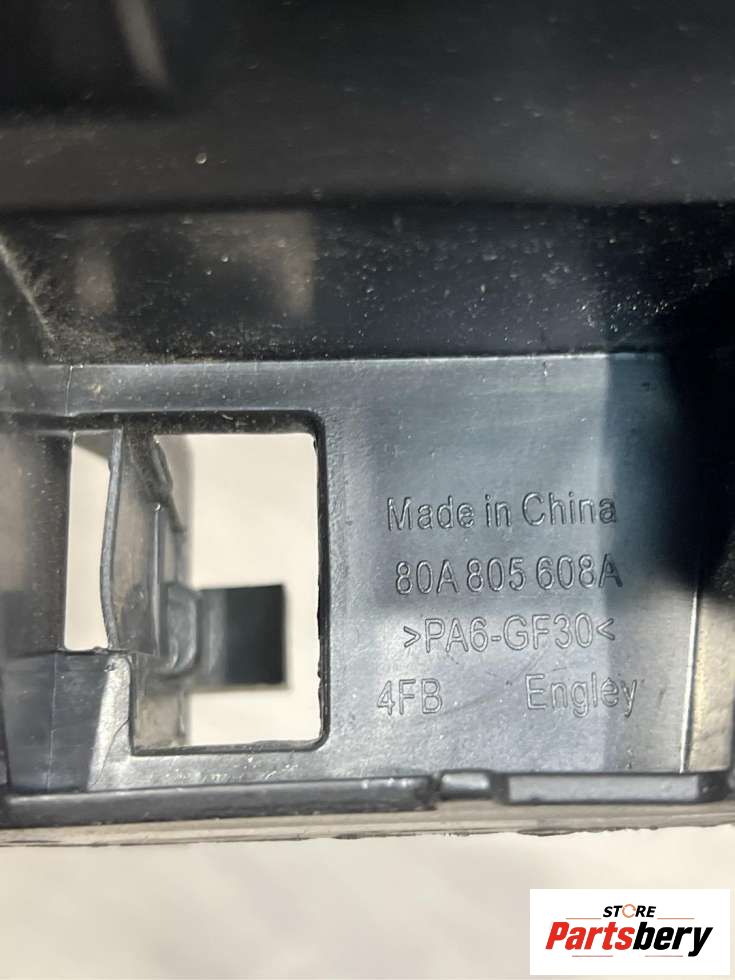 Made in China
80A 805 608A
>PA6-GF30<
4FB Engley
STORE
Partsbery